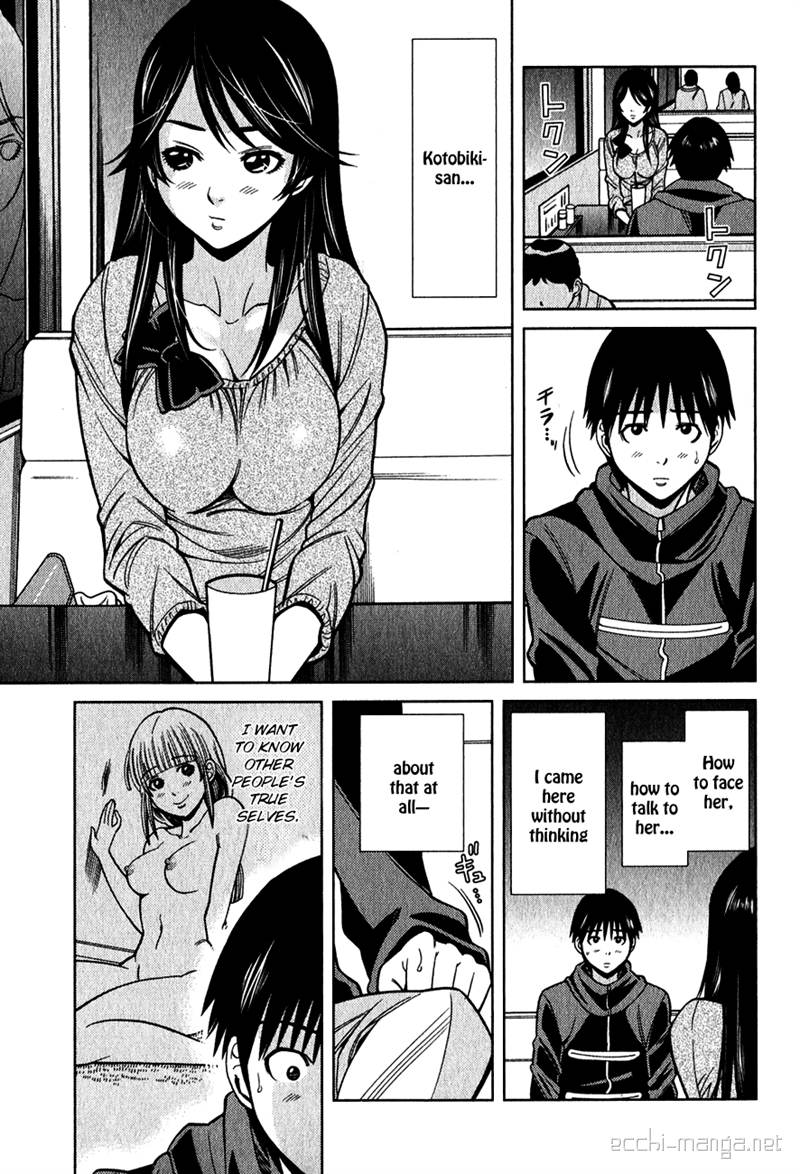 トクン
トクン
Kotobiki-
san...
チラ…
How
to face
her,
how to
talk to
her...
I came
here
without
thinking
about
that at
all—
ギュ…
I WANT
TO KNOW
OTHER
PEOPLE'S
TRUE
SELVES.
ecchi-manga.net